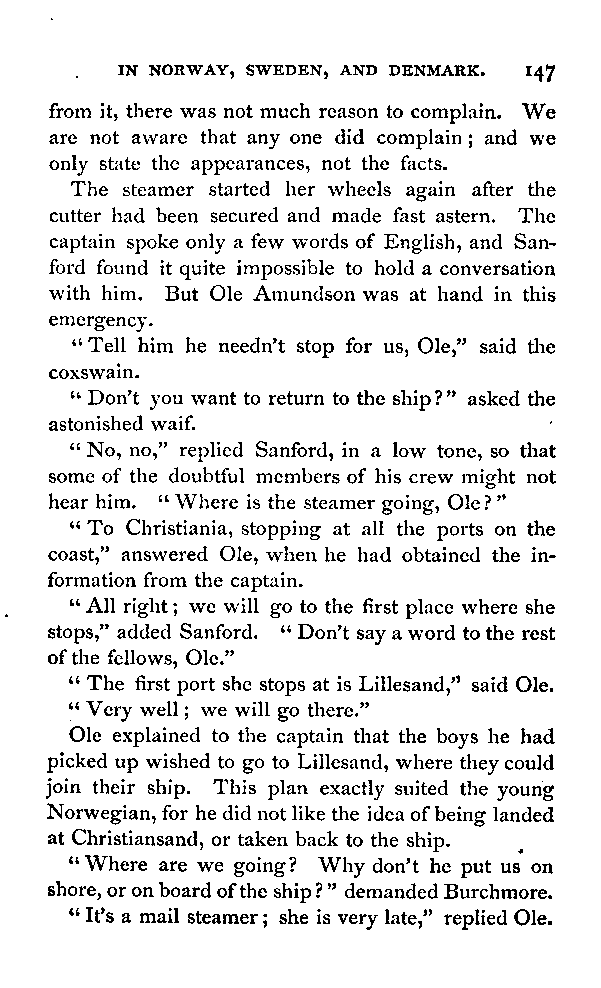 IN NORWAY, SWEDEN, AND DENMARK. 147
from it, there was not much reason to complain. We
are not aware that any one did complain; and we
only state the appearances, not the facts.
The steamer started her wheels again after the
cutter had been secured and made fast astern. The
captain spoke only a few words of English, and San-
ford found it quite impossible to hold a conversation
with him. But Ole Amundson was at hand in this
emergency.
"Tell him he needn't stop for us, Ole," said the
coxswain.
"Don't you want to return to the ship?" asked the
astonished waif.
"No, no," replied Sanford, in a low tone, so that
some of the doubtful members of his crew might not
hear him. "Where is the steamer going, Ole?"
"To Christiania, stopping at all the ports on the
coast," answered Ole, when he had obtained the in-
formation from the captain.
"All right; we will go to the first place where she
stops," added Sanford. "Don't say a word to the rest
of the fellows, Ole."
"The first port she stops at is Lillesand," said Ole.
"Very well; we will go there."
Ole explained to the captain that the boys he had
picked up wished to go to Lillesand, where they could
join their ship. This plan exactly suited the young
Norwegian, for he did not like the idea of being landed
at Christiansand, or taken back to the ship.
"Where are we going? Why don't he put us on
shore, or on board of the ship?" demanded Burchmore.
"It's a mail steamer; she is very late," replied Ole.